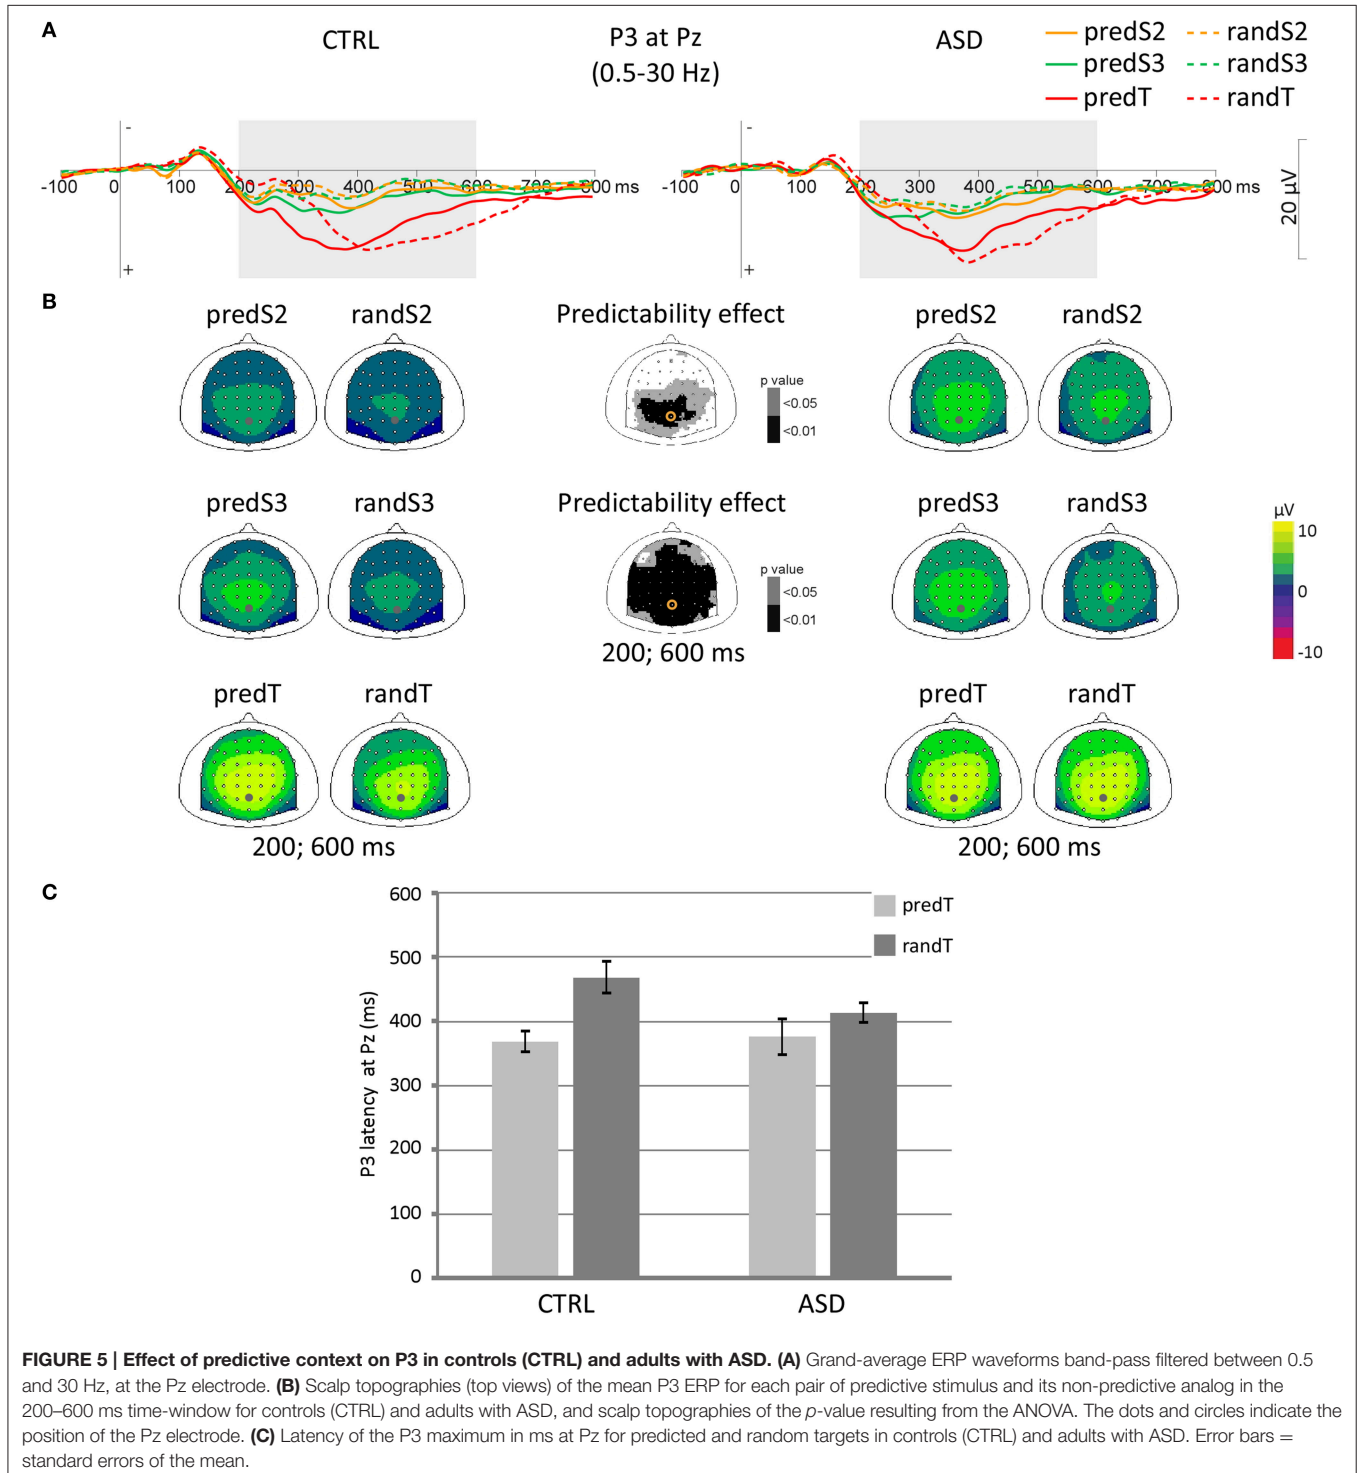 A
CTRL
P3 at Pz
(0.5-30 Hz)
ASD
predS2 randS2
predS3 randS3
predT randT
-
-100 0 100 200 300 400 500 600 700 800 ms
+
-
-100 0 100 200 300 400 500 600 700 800 ms
+
20 µV
B
predS2 randS2 Predictability effect predS2 randS2
p value
<0.05
<0.01
predS3 randS3 Predictability effect predS3 randS3
p value
<0.05
<0.01
200; 600 ms
µV
10
0
-10
predT randT predT randT
200; 600 ms 200; 600 ms
C
P3 latency at Pz (ms)
600
500
400
300
200
100
0
predT
randT
CTRL ASD
FIGURE 5 | Effect of predictive context on P3 in controls (CTRL) and adults with ASD. (A) Grand-average ERP waveforms band-pass filtered between 0.5
and 30 Hz, at the Pz electrode. (B) Scalp topographies (top views) of the mean P3 ERP for each pair of predictive stimulus and its non-predictive analog in the
200–600 ms time-window for controls (CTRL) and adults with ASD, and scalp topographies of the p-value resulting from the ANOVA. The dots and circles indicate the
position of the Pz electrode. (C) Latency of the P3 maximum in ms at Pz for predicted and random targets in controls (CTRL) and adults with ASD. Error bars =
standard errors of the mean.